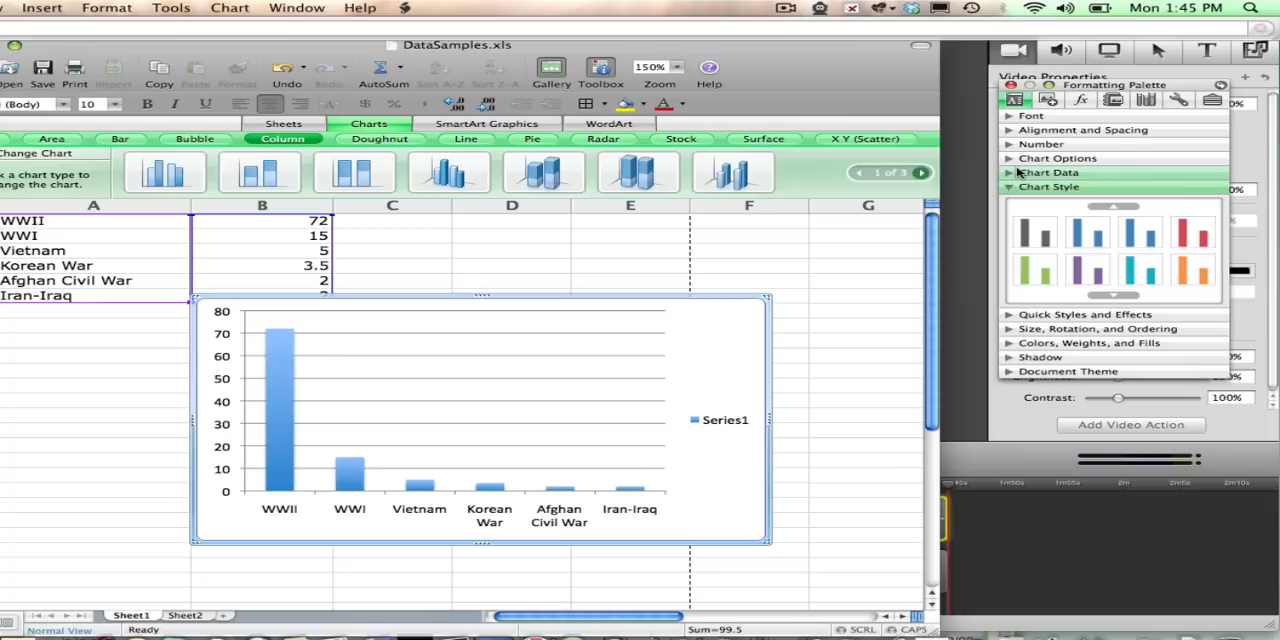 Insert Format Tools Chart Window Help Mon 1:45 PM
DataSamples.xls
Open Save Print Import Copy Paste Format Undo Redo AutoSum Sort A-Z Sort Z-A Gallery Toolbox 150% Zoom Help
(Body) 10 B I U $ %
Sheets Charts SmartArt Graphics WordArt
Area Bar Bubble Column Doughnut Line Pie Radar Stock Surface X Y (Scatter)
Change Chart
k a chart type to
nge the chart.
1 of 3
A B C D E F G
WWII 72
WWI 15
Vietnam 5
Korean War 3.5
Afghan Civil War 2
Iran-Iraq
80
70
60
50
40
30
20
10
0
WWII WWI Vietnam Korean War Afghan Civil War Iran-Iraq
Series1
Sheet1 Sheet2
Normal View Ready Sum=99.5 SCRL CAPS
Video Properties
Formatting Palette
Font
Alignment and Spacing
Number
Chart Options
Chart Data
Chart Style
Quick Styles and Effects
Size, Rotation, and Ordering
Colors, Weights, and Fills
Shadow
Document Theme
Contrast: 100%
Add Video Action
45s 1m50s 1m55s 2m 2m5s 2m10s